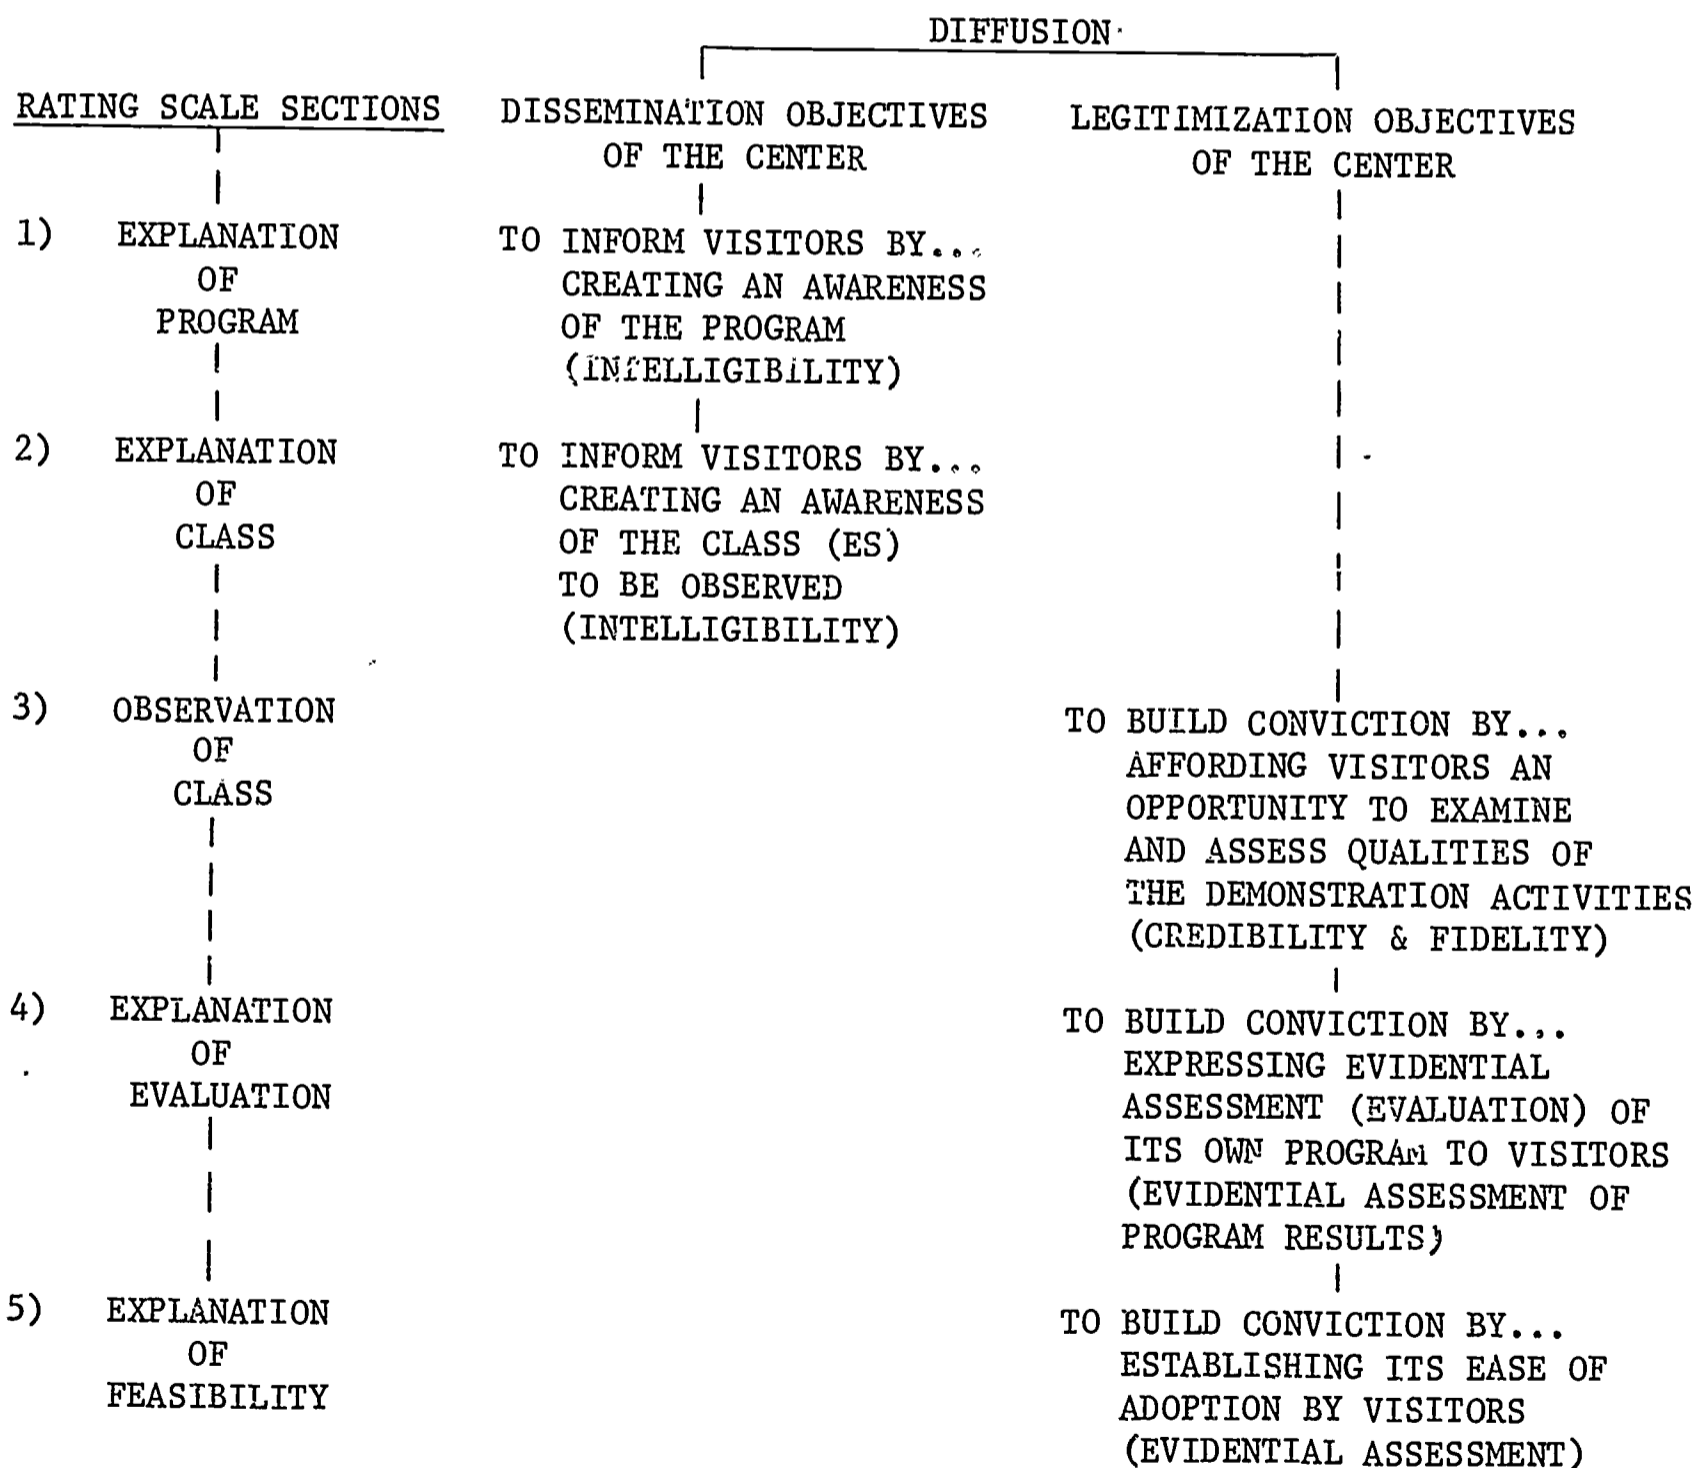 DIFFUSION
RATING SCALE SECTIONS
1) EXPLANATION
OF
PROGRAM
2) EXPLANATION
OF
CLASS
3) OBSERVATION
OF
CLASS
4) EXPLANATION
OF
EVALUATION
5) EXPLANATION
OF
FEASIBILITY
DISSEMINATION OBJECTIVES
OF THE CENTER
TO INFORM VISITORS BY...
CREATING AN AWARENESS
OF THE PROGRAM
(INTELLIGIBILITY)
TO INFORM VISITORS BY...
CREATING AN AWARENESS
OF THE CLASS (ES)
TO BE OBSERVED
(INTELLIGIBILITY)
LEGITIMIZATION OBJECTIVES
OF THE CENTER
TO BUILD CONVICTION BY...
AFFORDING VISITORS AN
OPPORTUNITY TO EXAMINE
AND ASSESS QUALITIES OF
THE DEMONSTRATION ACTIVITIES
(CREDIBILITY & FIDELITY)
TO BUILD CONVICTION BY...
EXPRESSING EVIDENTIAL
ASSESSMENT (EVALUATION) OF
ITS OWN PROGRAM TO VISITORS
(EVIDENTIAL ASSESSMENT OF
PROGRAM RESULTS)
TO BUILD CONVICTION BY...
ESTABLISHING ITS EASE OF
ADOPTION BY VISITORS
(EVIDENTIAL ASSESSMENT)